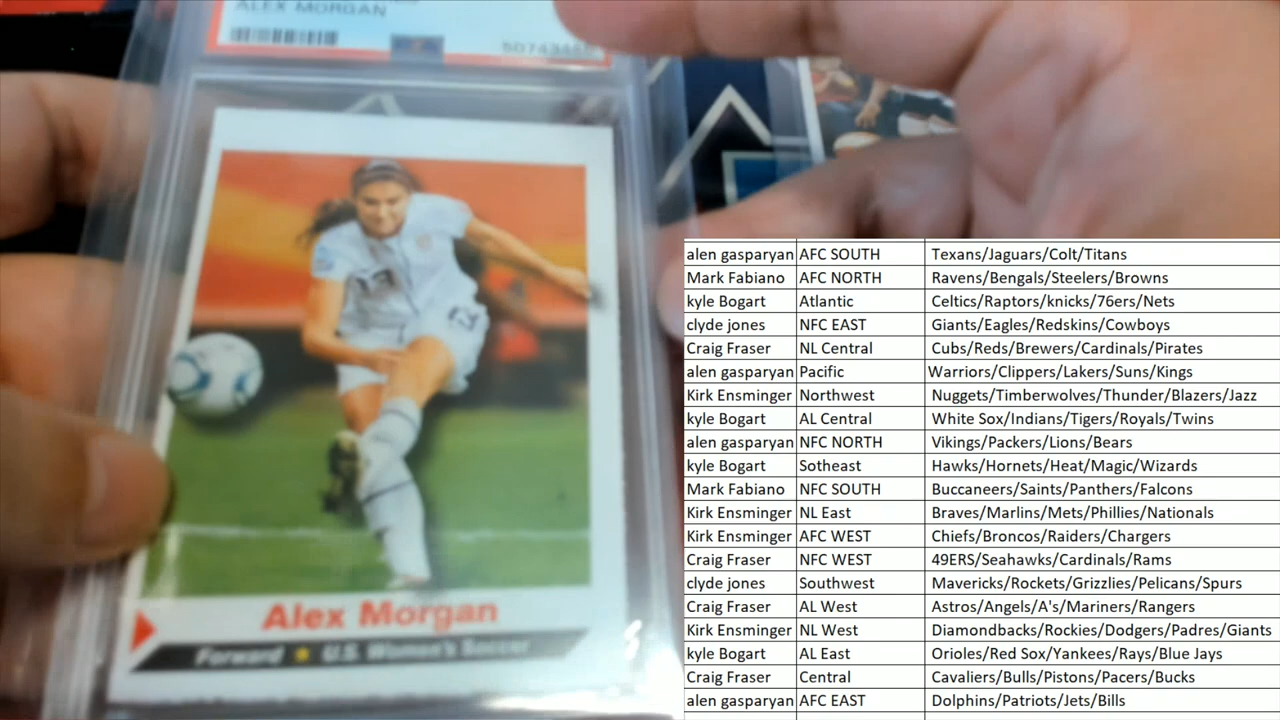 ALEX MORGAN
Alex Morgan
Forward ★ U.S. Women's Soccer
alen gasparyan AFC SOUTH Texans/Jaguars/Colt/Titans
Mark Fabiano AFC NORTH Ravens/Bengals/Steelers/Browns
kyle Bogart Atlantic Celtics/Raptors/knicks/76ers/Nets
clyde jones NFC EAST Giants/Eagles/Redskins/Cowboys
Craig Fraser NL Central Cubs/Reds/Brewers/Cardinals/Pirates
alen gasparyan Pacific Warriors/Clippers/Lakers/Suns/Kings
Kirk Ensminger Northwest Nuggets/Timberwolves/Thunder/Blazers/Jazz
kyle Bogart AL Central White Sox/Indians/Tigers/Royals/Twins
alen gasparyan NFC NORTH Vikings/Packers/Lions/Bears
kyle Bogart Sotheast Hawks/Hornets/Heat/Magic/Wizards
Mark Fabiano NFC SOUTH Buccaneers/Saints/Panthers/Falcons
Kirk Ensminger NL East Braves/Marlins/Mets/Phillies/Nationals
Kirk Ensminger AFC WEST Chiefs/Broncos/Raiders/Chargers
Craig Fraser NFC WEST 49ERS/Seahawks/Cardinals/Rams
clyde jones Southwest Mavericks/Rockets/Grizzlies/Pelicans/Spurs
Craig Fraser AL West Astros/Angels/A's/Mariners/Rangers
Kirk Ensminger NL West Diamondbacks/Rockies/Dodgers/Padres/Giants
kyle Bogart AL East Orioles/Red Sox/Yankees/Rays/Blue Jays
Craig Fraser Central Cavaliers/Bulls/Pistons/Pacers/Bucks
alen gasparyan AFC EAST Dolphins/Patriots/Jets/Bills